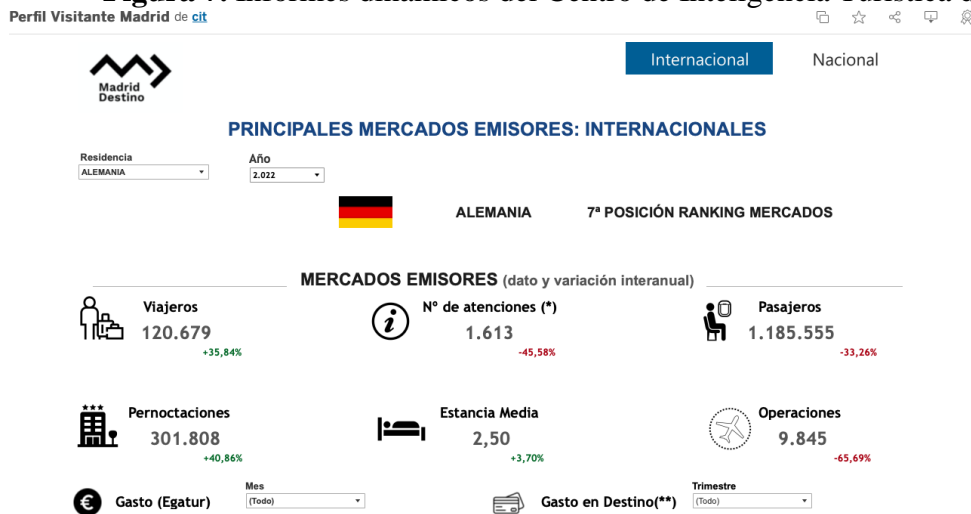 Perfil Visitante Madrid de cit
Madrid
Destino
Internacional Nacional
PRINCIPALES MERCADOS EMISORES: INTERNACIONALES
Residencia Año
ALEMANIA 2.022
ALEMANIA 7ª POSICIÓN RANKING MERCADOS
MERCADOS EMISORES (dato y variación interanual)
Viajeros Nº de atenciones (*) Pasajeros
120.679 1.613 1.185.555
+35,84% -45,58% -33,26%
Pernoctaciones Estancia Media Operaciones
301.808 2,50 9.845
+40,86% +3,70% -65,69%
Mes Trimestre
Gasto (Egatur) (Todo) Gasto en Destino(**) (Todo)